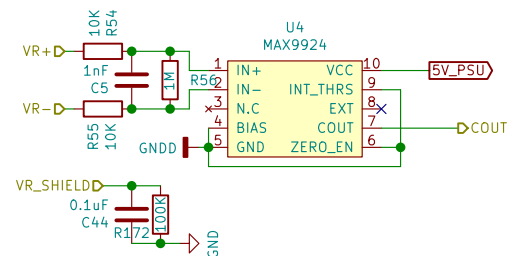 10K
R54
VR+
1nF
C5
1M
R56
VR-
R55
10K
U4
MAX9924
1 IN+ VCC 10
2 IN- INT_THRS 9
3 N.C EXT 8
4 BIAS COUT 7
5 GND ZERO_EN 6
5V_PSU
COUT
GNDD
VR_SHIELD
0.1uF
C44
100K
R172
GND